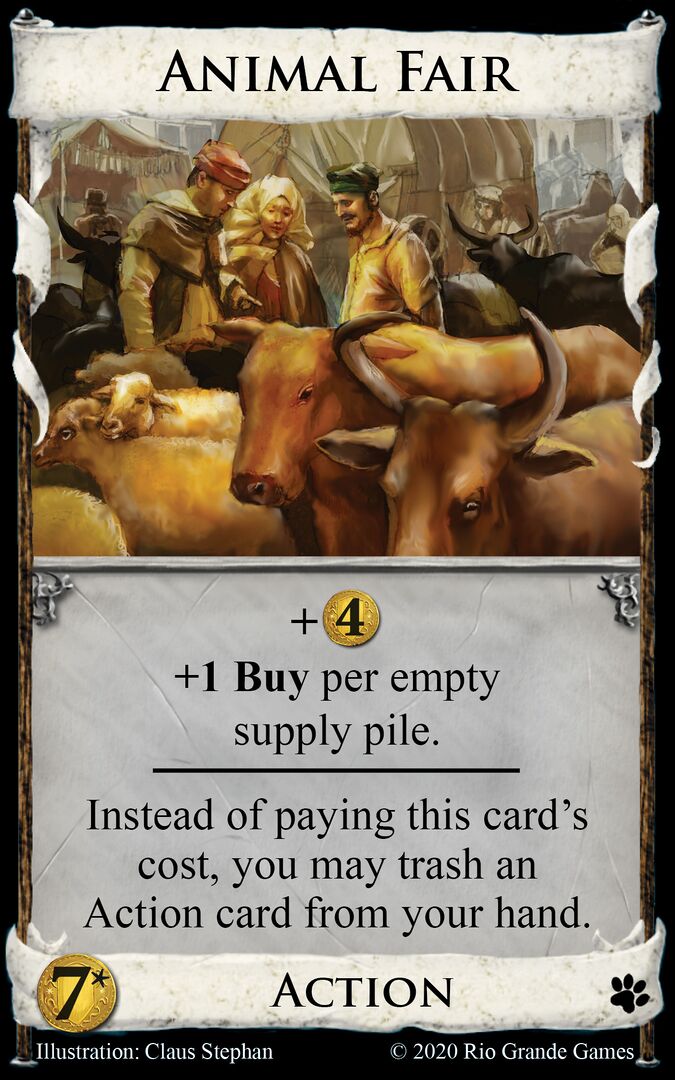 Animal Fair
+4
+1 Buy per empty
supply pile.
Instead of paying this card’s
cost, you may trash an
Action card from your hand.
7* Action
Illustration: Claus Stephan © 2020 Rio Grande Games